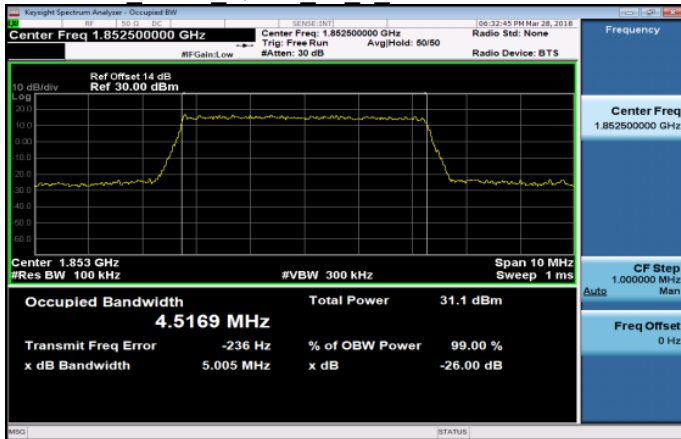 Keysight Spectrum Analyzer - Occupied BW
RF 50 Ω DC SENSE:INT 06:32:45 PM Mar 28, 2018
Center Freq 1.852500000 GHz Center Freq: 1.852500000 GHz Radio Std: None
Trig: Free Run Avg|Hold: 50/50
#IFGain:Low #Atten: 30 dB Radio Device: BTS
Frequency
Ref Offset 14 dB
10 dB/div Ref 30.00 dBm
Log
20.0
10.0
0.00
-10.0
-20.0
-30.0
-40.0
-50.0
-60.0
Center Freq
1.852500000 GHz
Center 1.853 GHz Span 10 MHz
#Res BW 100 kHz #VBW 300 kHz Sweep 1 ms
CF Step
1.000000 MHz
Auto Man
Occupied Bandwidth Total Power 31.1 dBm
4.5169 MHz
Transmit Freq Error -236 Hz % of OBW Power 99.00 %
x dB Bandwidth 5.005 MHz x dB -26.00 dB
Freq Offset
0 Hz
MSG STATUS